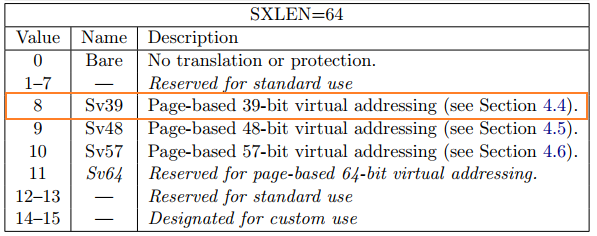 SXLEN=64
Value Name Description
0 Bare No translation or protection.
1–7 — Reserved for standard use
8 Sv39 Page-based 39-bit virtual addressing (see Section 4.4).
9 Sv48 Page-based 48-bit virtual addressing (see Section 4.5).
10 Sv57 Page-based 57-bit virtual addressing (see Section 4.6).
11 Sv64 Reserved for page-based 64-bit virtual addressing.
12–13 — Reserved for standard use
14–15 — Designated for custom use